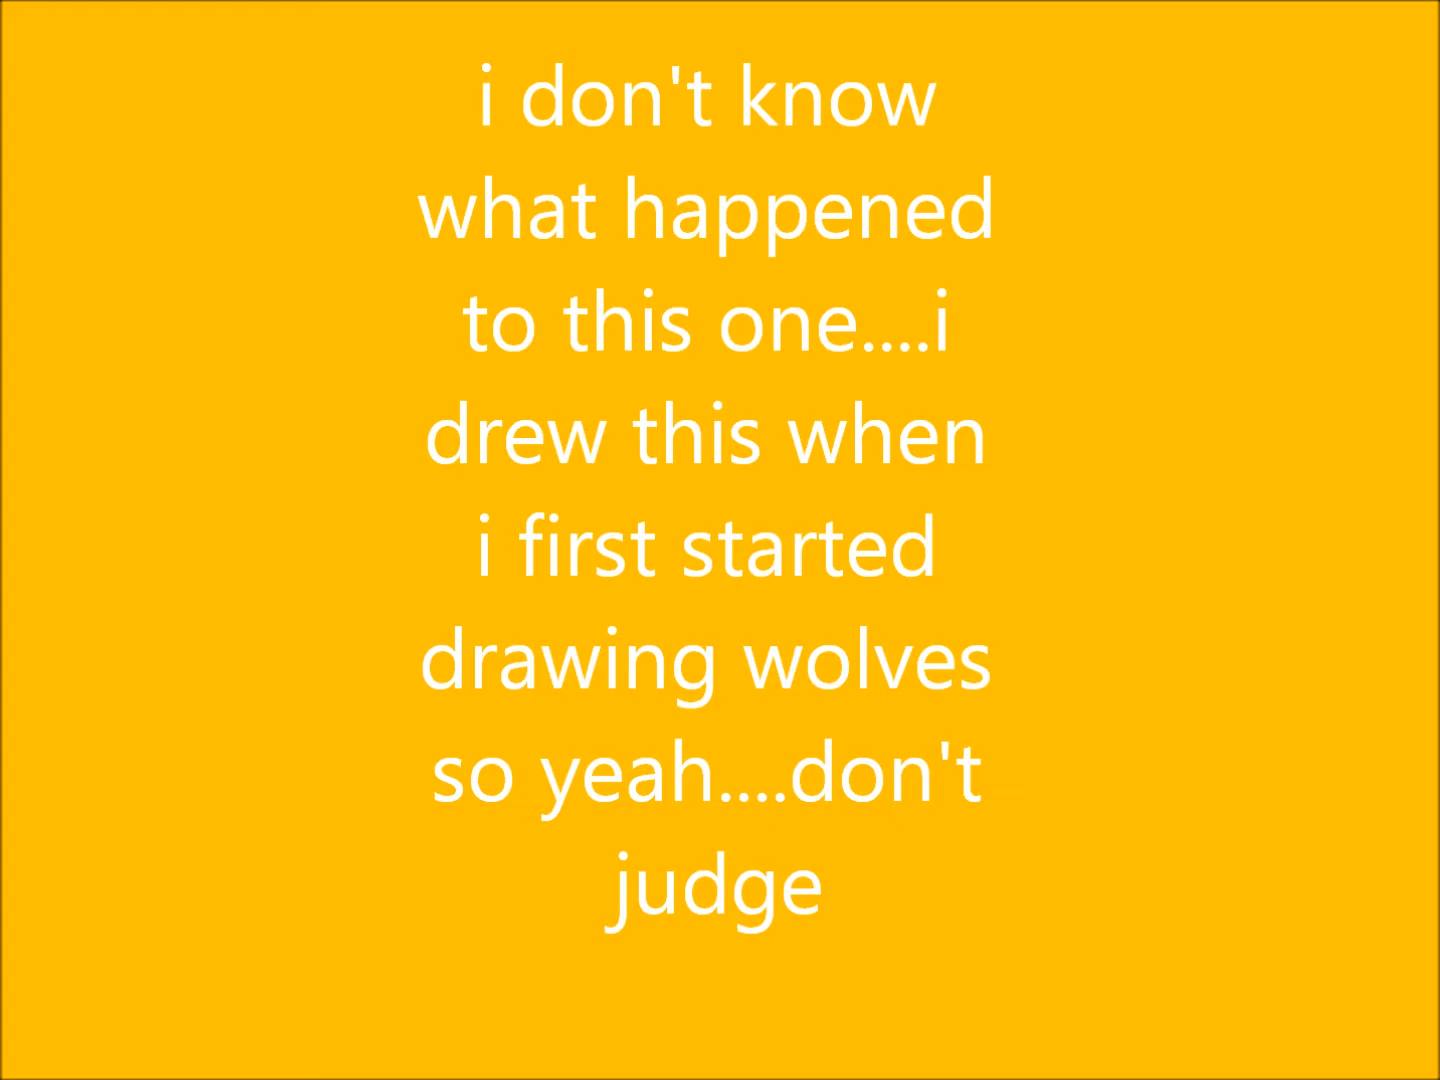 i don't know
what happened
to this one....i
drew this when
i first started
drawing wolves
so yeah....don't
judge